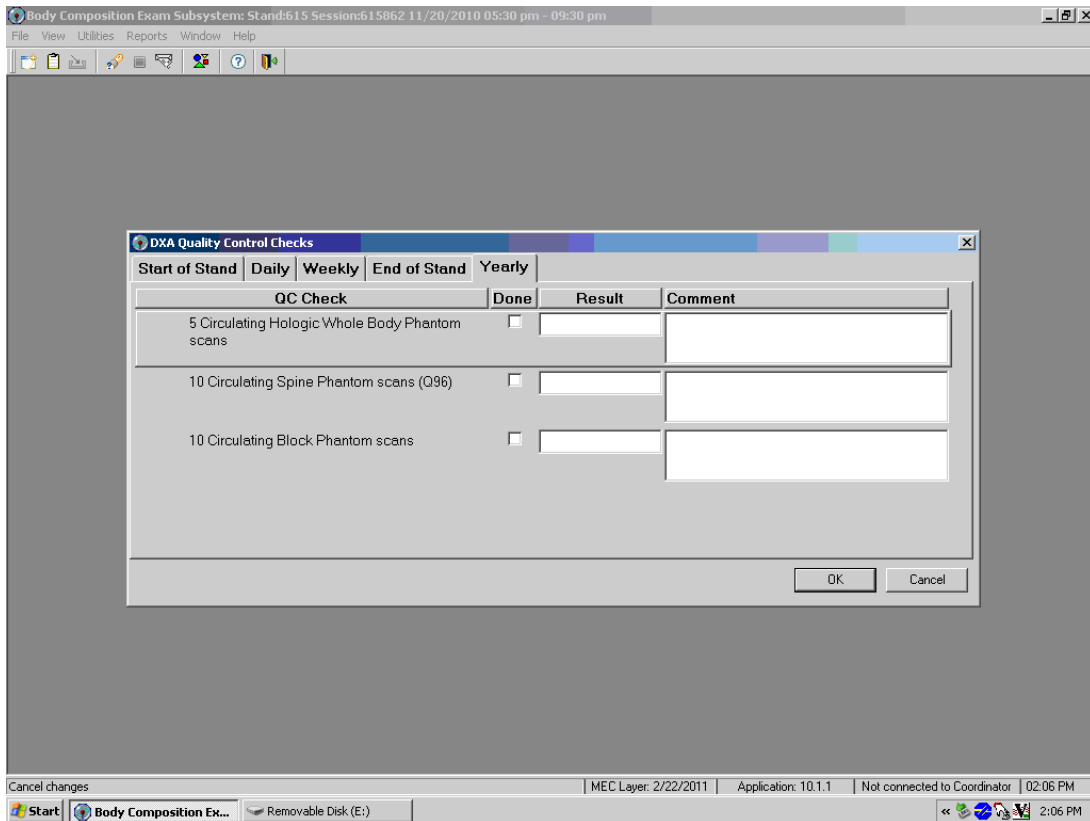 Body Composition Exam Subsystem: Stand:615 Session:615862 11/20/2010 05:30 pm - 09:30 pm
File View Utilities Reports Window Help
DXA Quality Control Checks
Start of Stand Daily Weekly End of Stand Yearly
QC Check Done Result Comment
5 Circulating Hologic Whole Body Phantom
scans
10 Circulating Spine Phantom scans (Q96)
10 Circulating Block Phantom scans
OK Cancel
Cancel changes MEC Layer: 2/22/2011 Application: 10.1.1 Not connected to Coordinator 02:06 PM
Start Body Composition Ex... Removable Disk (E:) « 2:06 PM